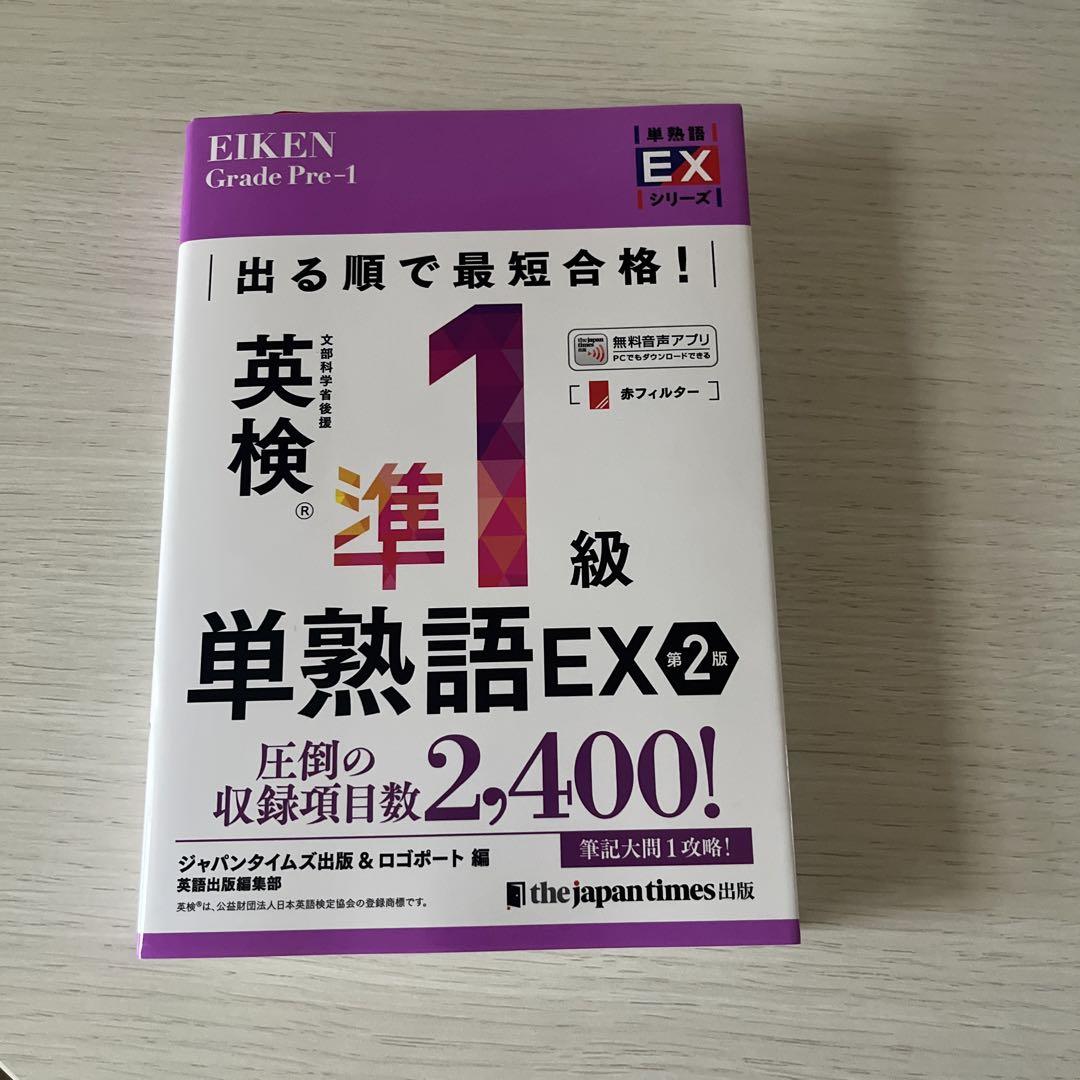 EIKEN
Grade Pre-1
単熟語
EX
シリーズ
出る順で最短合格!
英検®
文部科学省後援
準1級
the japan times 出版
無料音声アプリ
PCでもダウンロードできる
赤フィルター
単熟語EX 第2版
圧倒の
収録項目数 2,400!
筆記大問1攻略!
ジャパンタイムズ出版 & ロゴポート 編
英語出版編集部
英検®は、公益財団法人日本英語検定協会の登録商標です。
the japan times 出版